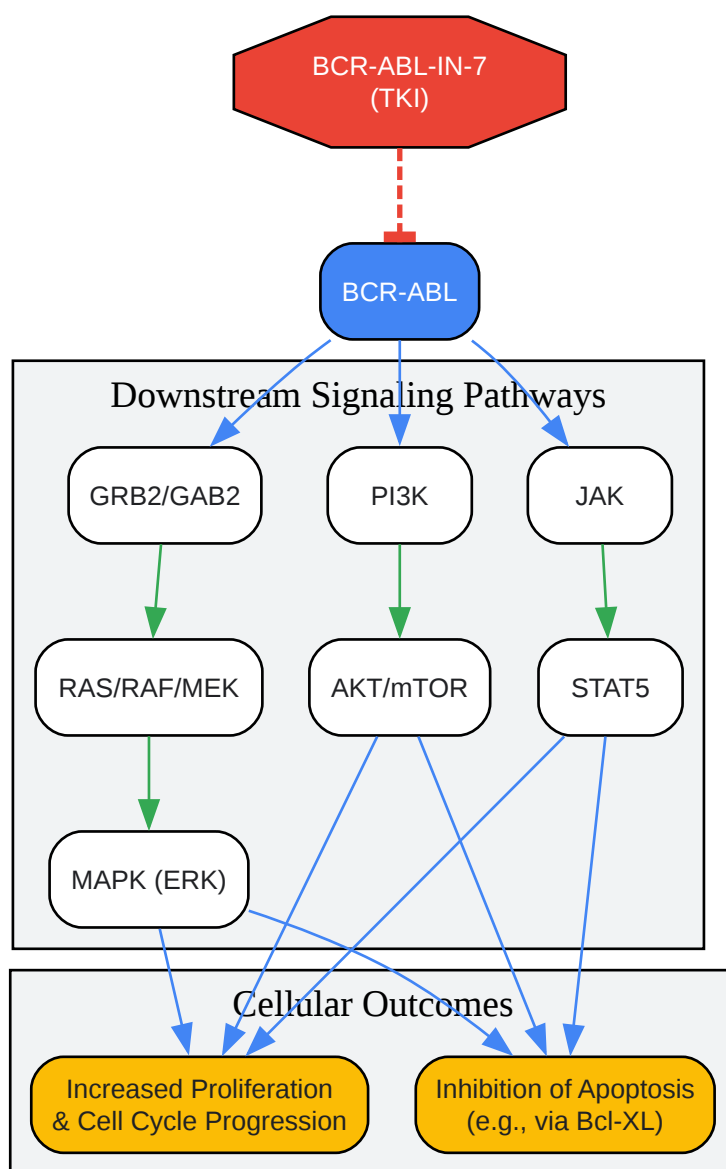 BCR-ABL-IN-7
(TKI)
BCR-ABL
Downstream Signaling Pathways
GRB2/GAB2
PI3K
JAK
RAS/RAF/MEK
AKT/mTOR
STAT5
MAPK (ERK)
Cellular Outcomes
Increased Proliferation
& Cell Cycle Progression
Inhibition of Apoptosis
(e.g., via Bcl-XL)